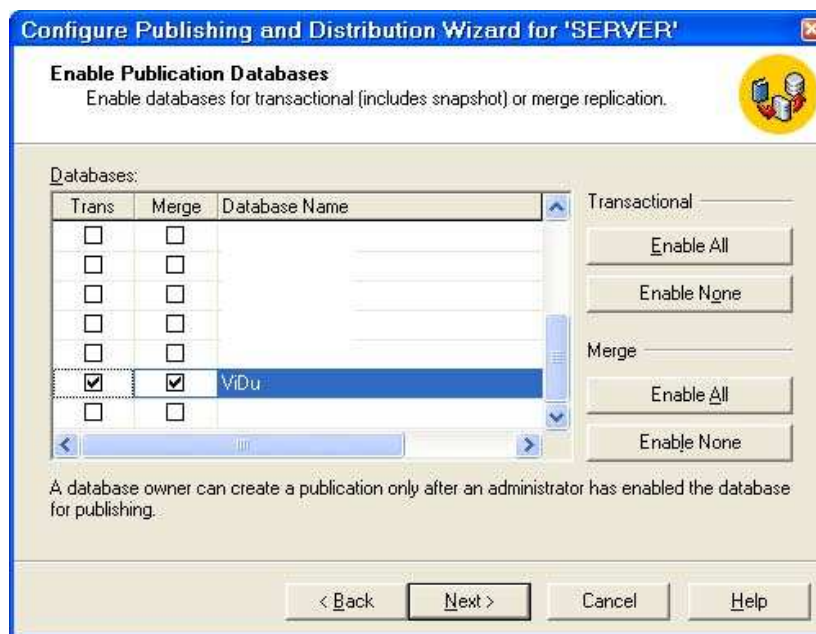 Configure Publishing and Distribution Wizard for 'SERVER'
Enable Publication Databases
Enable databases for transactional (includes snapshot) or merge replication.
Databases:
Trans Merge Database Name
ViDu
Transactional
Enable All
Enable None
Merge
Enable All
Enable None
A database owner can create a publication only after an administrator has enabled the database
for publishing.
< Back Next > Cancel Help